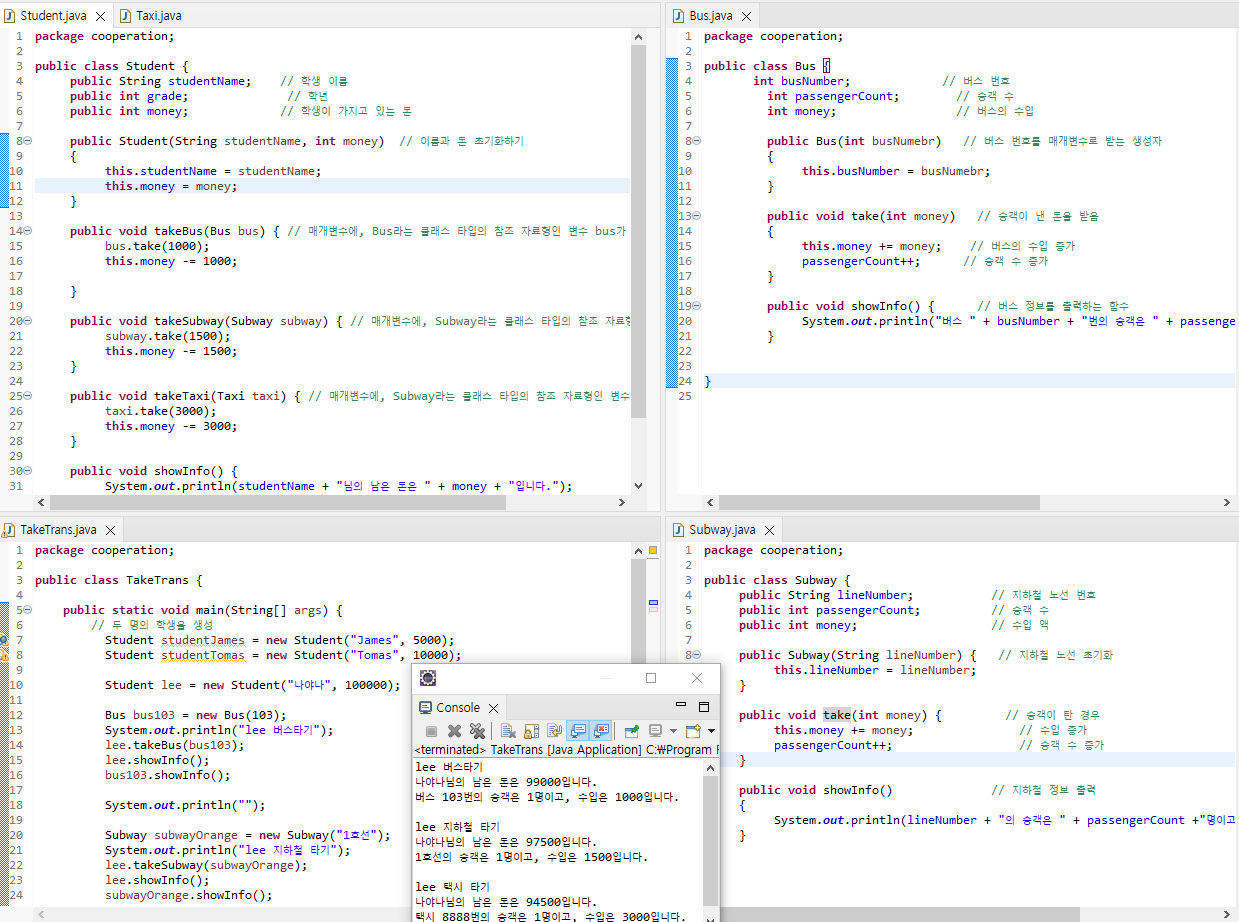 Student.java
Taxi.java
1 package cooperation;
2
3 public class Student {
4 public String studentName; // 학생 이름
5 public int grade; // 학년
6 public int money; // 학생이 가지고 있는 돈
7
8 public Student(String studentName, int money) // 이름과 돈 초기화하기
9 {
10 this.studentName = studentName;
11 this.money = money;
12 }
13
14 public void takeBus(Bus bus) { // 매개변수에, Bus라는 클래스 타입의 참조 자료형인 변수 bus가
15 bus.take(1000);
16 this.money -= 1000;
17
18 }
19
20 public void takeSubway(Subway subway) { // 매개변수에, Subway라는 클래스 타입의 참조 자료형
21 subway.take(1500);
22 this.money -= 1500;
23 }
24
25 public void takeTaxi(Taxi taxi) { // 매개변수에, Subway라는 클래스 타입의 참조 자료형인 변수
26 taxi.take(3000);
27 this.money -= 3000;
28 }
29
30 public void showInfo() {
31 System.out.println(studentName + "님의 남은 돈은 " + money + "입니다.");
Bus.java
1 package cooperation;
2
3 public class Bus {
4 int busNumber; // 버스 번호
5 int passengerCount; // 승객 수
6 int money; // 버스의 수입
7
8 public Bus(int busNumebr) // 버스 번호를 매개변수로 받는 생성자
9 {
10 this.busNumber = busNumebr;
11 }
12
13 public void take(int money) // 승객이 낸 돈을 받음
14 {
15 this.money += money; // 버스의 수입 증가
16 passengerCount++; // 승객 수 증가
17 }
18
19 public void showInfo() { // 버스 정보를 출력하는 함수
20 System.out.println("버스 " + busNumber + "번의 승객은 " + passenge
21 }
22
23
24 }
25
TakeTrans.java
1 package cooperation;
2
3 public class TakeTrans {
4
5 public static void main(String[] args) {
6 // 두 명의 학생을 생성
7 Student studentJames = new Student("James", 5000);
8 Student studentTomas = new Student("Tomas", 10000);
9
10 Student lee = new Student("나야나", 100000);
11
12 Bus bus103 = new Bus(103);
13 System.out.println("lee 버스타기");
14 lee.takeBus(bus103);
15 lee.showInfo();
16 bus103.showInfo();
17
18 System.out.println("");
19
20 Subway subwayOrange = new Subway("1호선");
21 System.out.println("lee 지하철 타기");
22 lee.takeSubway(subwayOrange);
23 lee.showInfo();
24 subwayOrange.showInfo();
Console
<terminated> TakeTrans [Java Application] C:₩Program F
lee 버스타기
나야나님의 남은 돈은 99000입니다.
버스 103번의 승객은 1명이고, 수입은 1000입니다.
lee 지하철 타기
나야나님의 남은 돈은 97500입니다.
1호선의 승객은 1명이고, 수입은 1500입니다.
lee 택시 타기
나야나님의 남은 돈은 94500입니다.
택시 8888번의 승객은 1명이고, 수입은 3000입니다.
Subway.java
1 package cooperation;
2
3 public class Subway {
4 public String lineNumber; // 지하철 노선 번호
5 public int passengerCount; // 승객 수
6 public int money; // 수입 액
7
8 public Subway(String lineNumber) { // 지하철 노선 초기화
this.lineNumber = lineNumber;
}
public void take(int money) { // 승객이 탄 경우
this.money += money; // 수입 증가
passengerCount++; // 승객 수 증가
}
public void showInfo() // 지하철 정보 출력
{
System.out.println(lineNumber + "의 승객은 " + passengerCount +"명이고
}